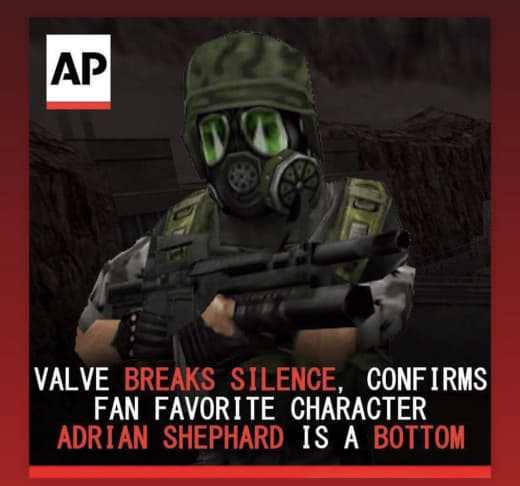 AP
VALVE BREAKS SILENCE, CONFIRMS
FAN FAVORITE CHARACTER
ADRIAN SHEPHARD IS A BOTTOM